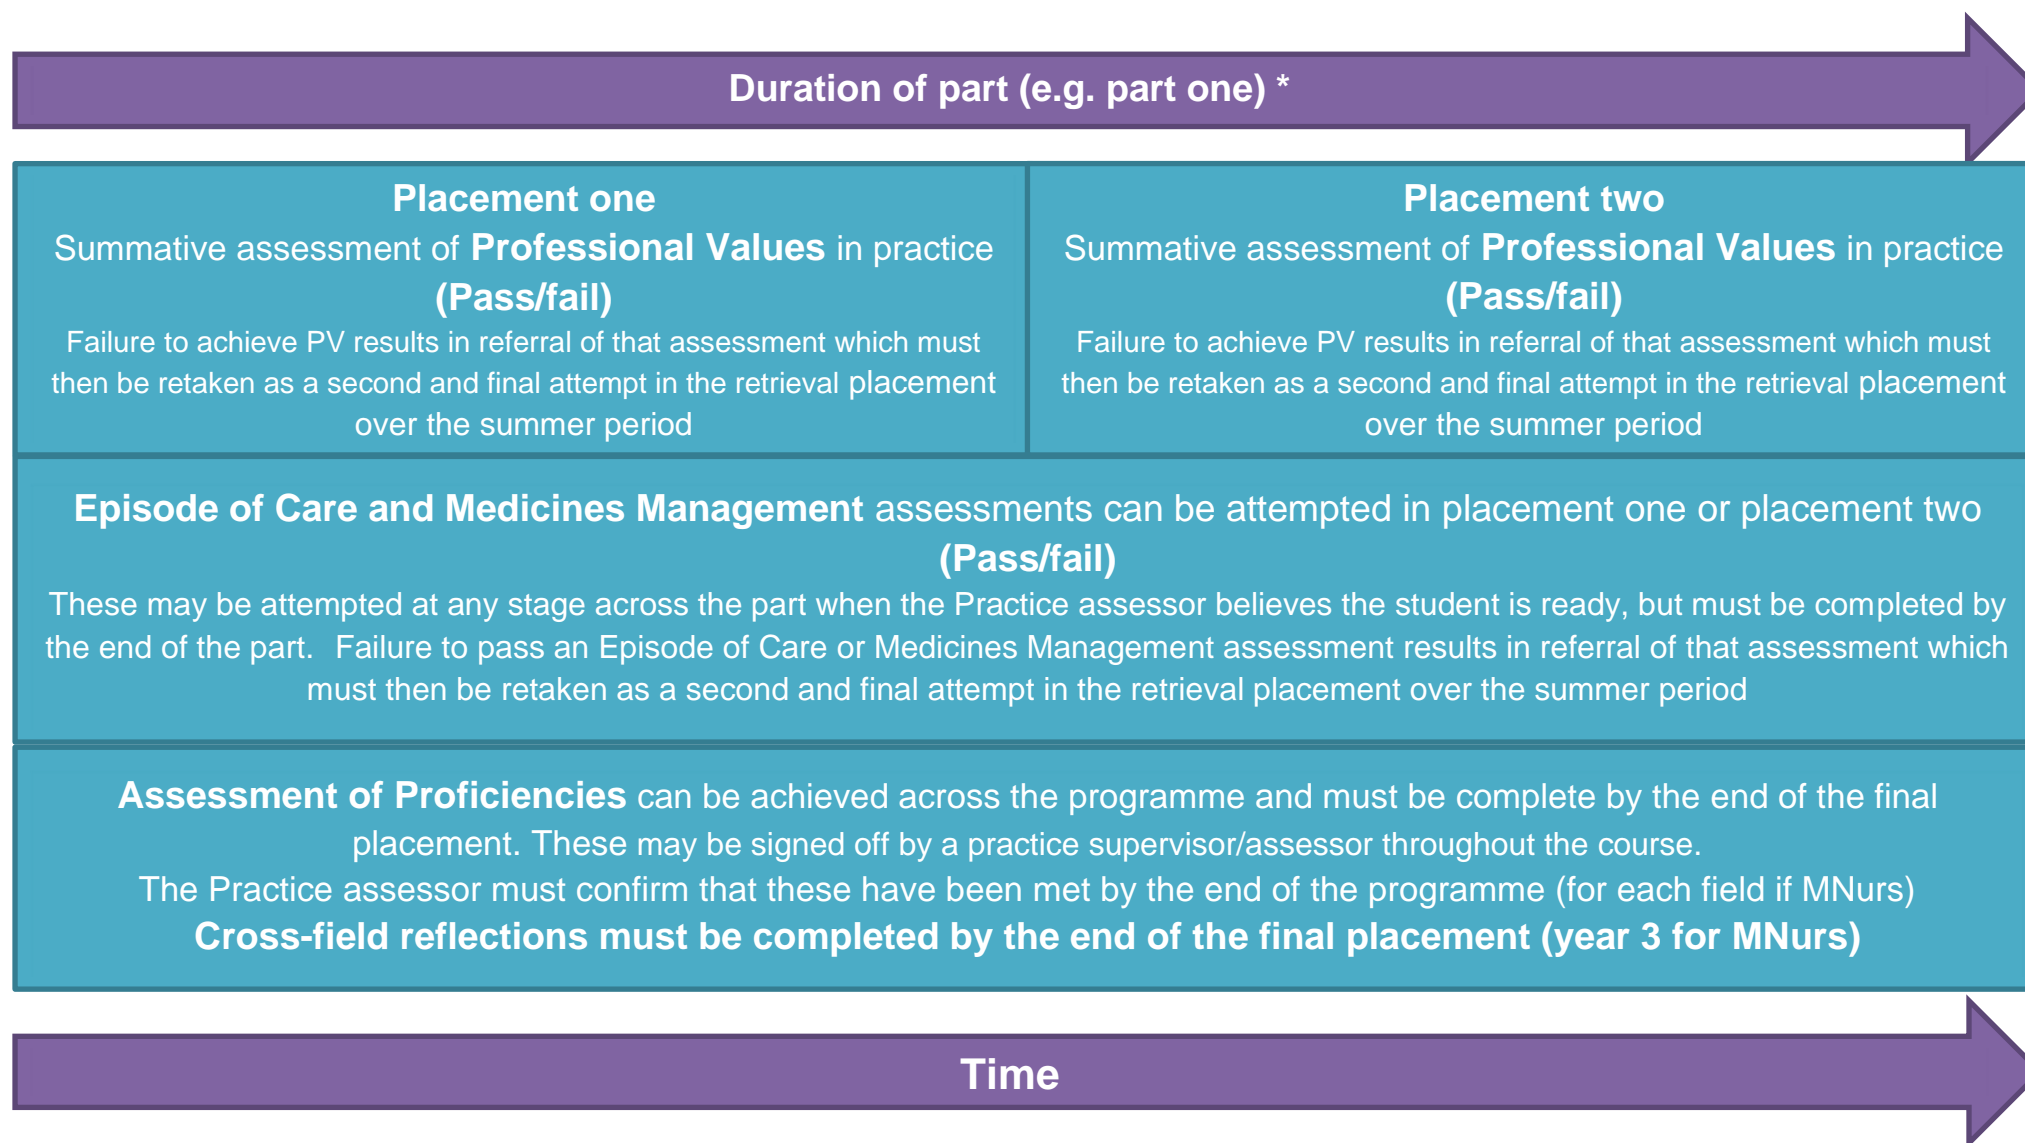 Duration of part (e.g. part one) *
Placement one
Summative assessment of Professional Values in practice
(Pass/fail)
Failure to achieve PV results in referral of that assessment which must
then be retaken as a second and final attempt in the retrieval placement
over the summer period
Placement two
Summative assessment of Professional Values in practice
(Pass/fail)
Failure to achieve PV results in referral of that assessment which must
then be retaken as a second and final attempt in the retrieval placement
over the summer period
Episode of Care and Medicines Management assessments can be attempted in placement one or placement two
(Pass/fail)
These may be attempted at any stage across the part when the Practice assessor believes the student is ready, but must be completed by
the end of the part. Failure to pass an Episode of Care or Medicines Management assessment results in referral of that assessment which
must then be retaken as a second and final attempt in the retrieval placement over the summer period
Assessment of Proficiencies can be achieved across the programme and must be complete by the end of the final
placement. These may be signed off by a practice supervisor/assessor throughout the course.
The Practice assessor must confirm that these have been met by the end of the programme (for each field if MNurs)
Cross-field reflections must be completed by the end of the final placement (year 3 for MNurs)
Time